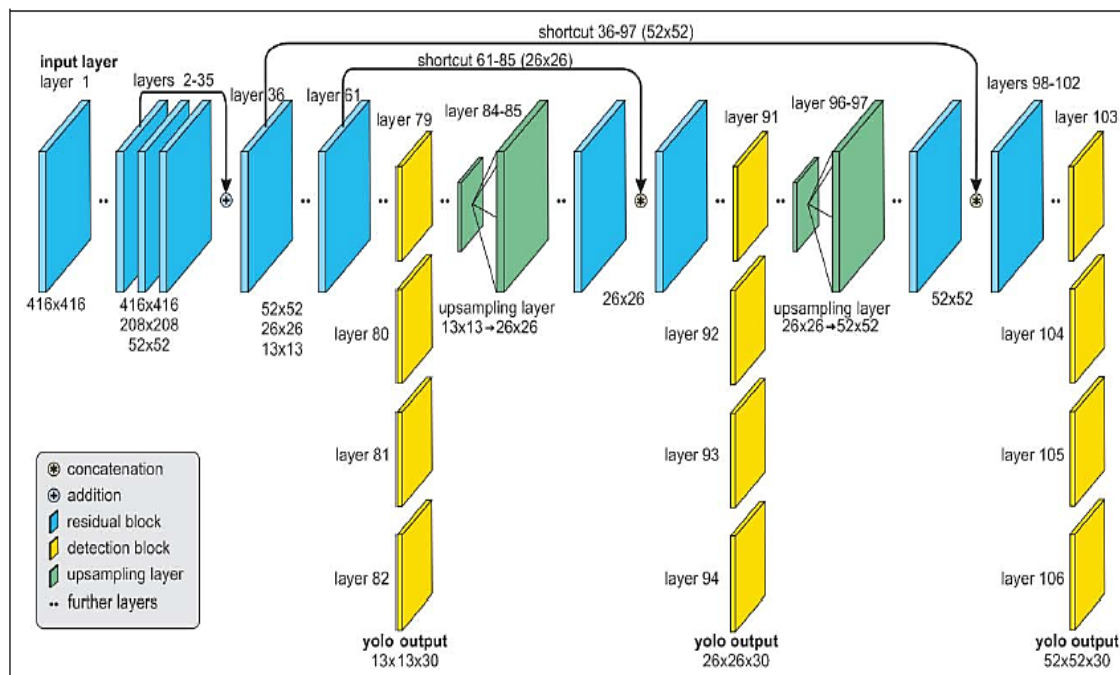 shortcut 36-97 (52x52)
input layer
layer 1
layers 2-35
shortcut 61-85 (26x26)
layer 36
layer 61
layer 79
layer 84-85
layer 91
layer 96-97
layers 98-102
layer 103
416x416
416x416
208x208
52x52
52x52
26x26
13x13
upsampling layer
13x13→26x26
26x26
upsampling layer
26x26→52x52
52x52
layer 80
layer 92
layer 104
layer 81
layer 93
layer 105
layer 82
layer 94
layer 106
concatenation
addition
residual block
detection block
upsampling layer
further layers
yolo output
13x13x30
yolo output
26x26x30
yolo output
52x52x30